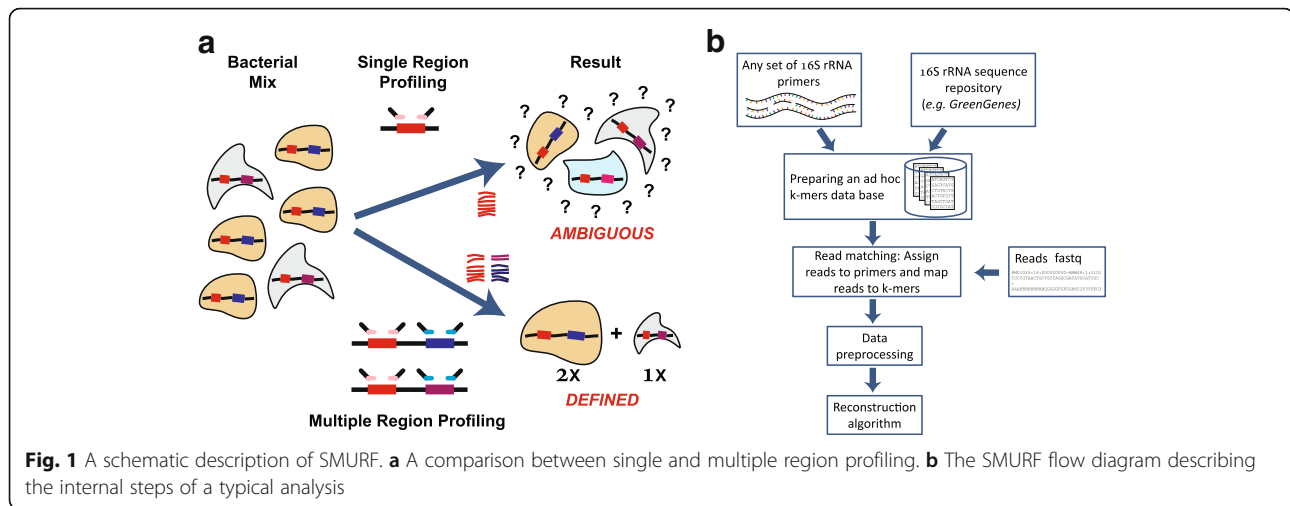 a
Bacterial
Mix
Single Region
Profiling
Result
? ? ? ? ? ? ? ? ? ? ? ? ? ? ?
AMBIGUOUS
+
2X
1X
DEFINED
Multiple Region Profiling
b
Any set of 16S rRNA
primers
16S rRNA sequence
repository
(e.g. GreenGenes)
Preparing an ad hoc
k-mers data base
Read matching: Assign
reads to primers and map
reads to k-mers
Reads fastq
Data
preprocessing
Reconstruction
algorithm
Fig. 1 A schematic description of SMURF. a A comparison between single and multiple region profiling. b The SMURF flow diagram describing
the internal steps of a typical analysis